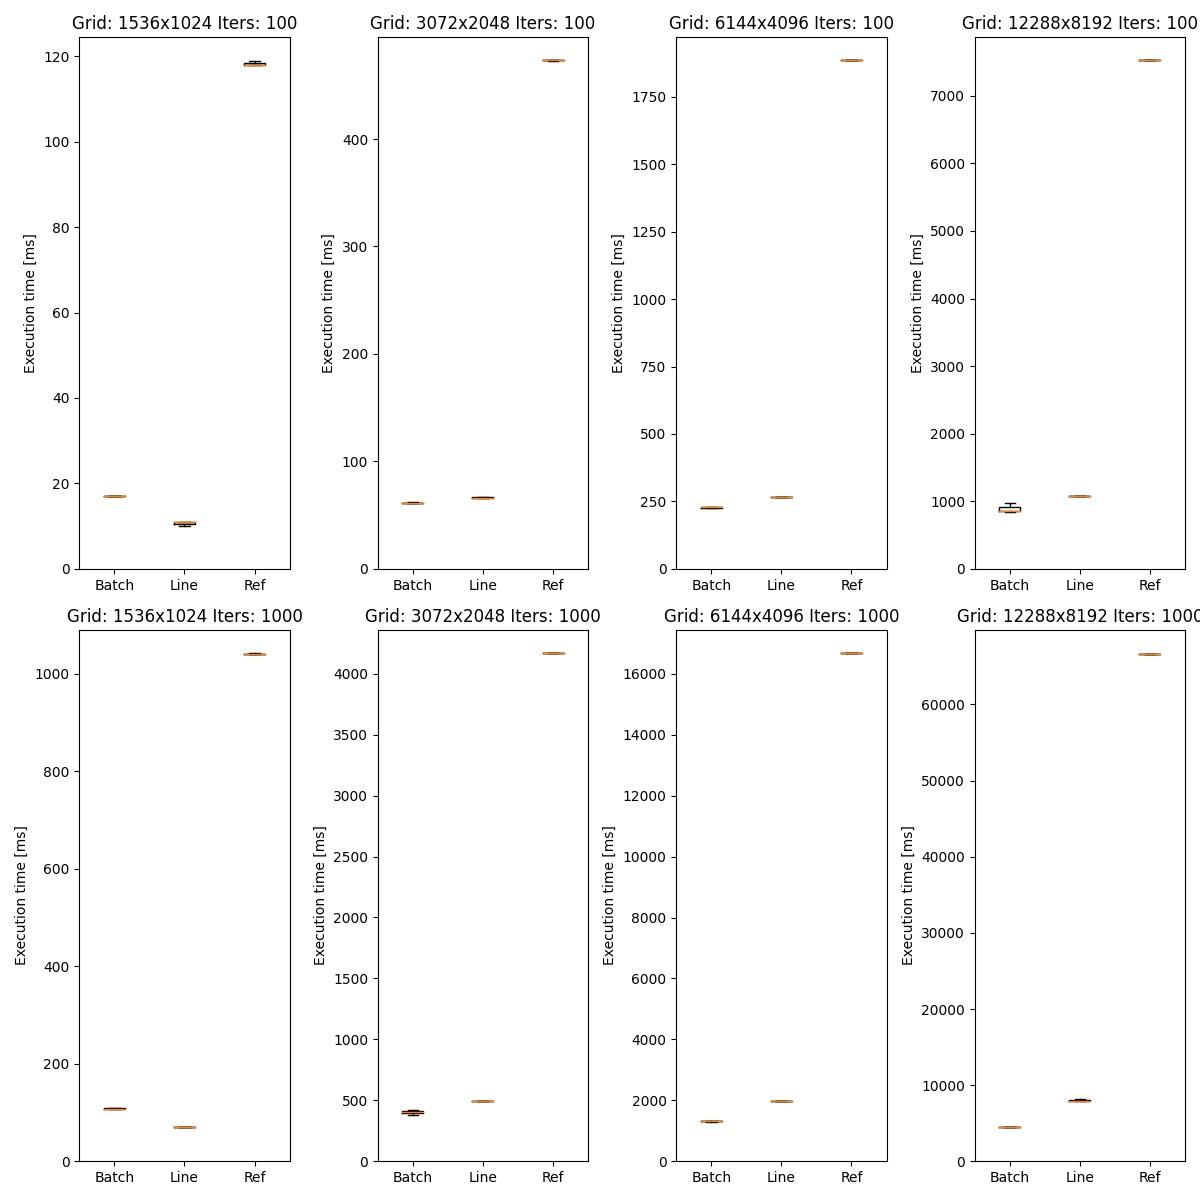 Grid: 1536x1024 Iters: 100
Execution time [ms]
120
100
80
60
40
20
0
Batch Line Ref
Grid: 3072x2048 Iters: 100
Execution time [ms]
400
300
200
100
0
Batch Line Ref
Grid: 6144x4096 Iters: 100
Execution time [ms]
1750
1500
1250
1000
750
500
250
0
Batch Line Ref
Grid: 12288x8192 Iters: 100
Execution time [ms]
7000
6000
5000
4000
3000
2000
1000
0
Batch Line Ref
Grid: 1536x1024 Iters: 1000
Execution time [ms]
1000
800
600
400
200
0
Batch Line Ref
Grid: 3072x2048 Iters: 1000
Execution time [ms]
4000
3500
3000
2500
2000
1500
1000
500
0
Batch Line Ref
Grid: 6144x4096 Iters: 1000
Execution time [ms]
16000
14000
12000
10000
8000
6000
4000
2000
0
Batch Line Ref
Grid: 12288x8192 Iters: 1000
Execution time [ms]
60000
50000
40000
30000
20000
10000
0
Batch Line Ref